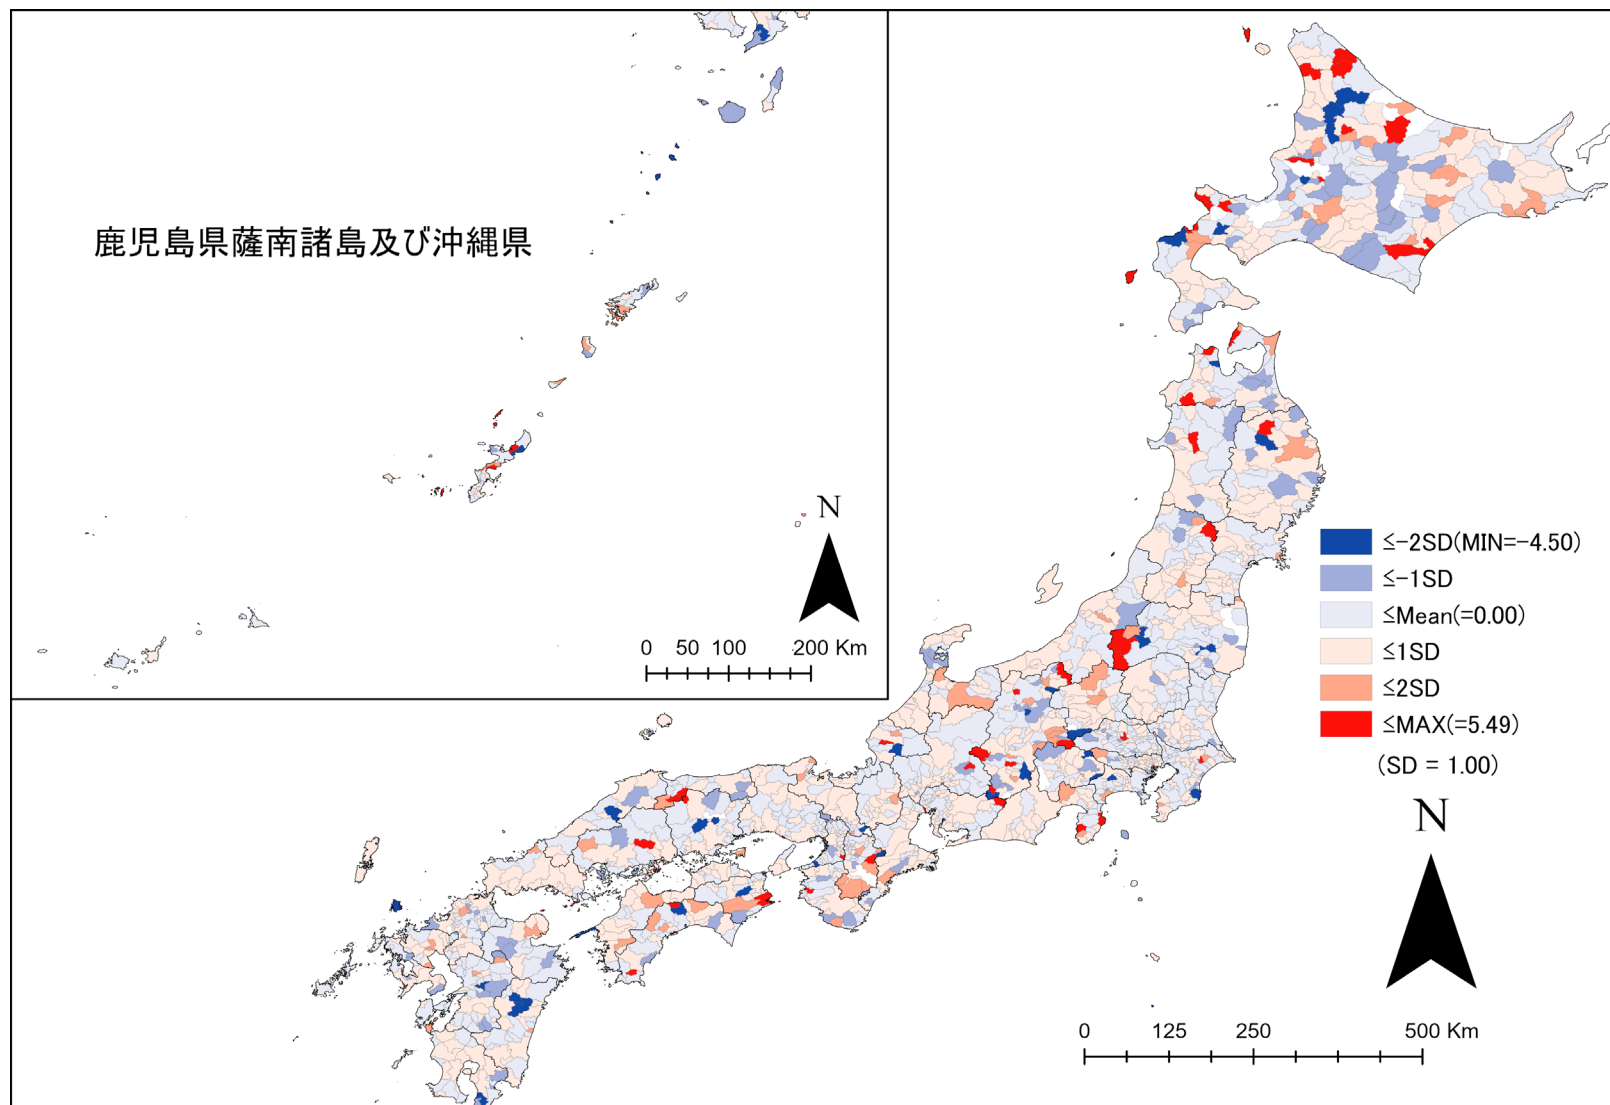 鹿児島県薩南諸島及び沖縄県
N
0 50 100 200 Km
≤-2SD(MIN=-4.50)
≤-1SD
≤Mean(=0.00)
≤1SD
≤2SD
≤MAX(=5.49)
(SD = 1.00)
N
0 125 250 500 Km